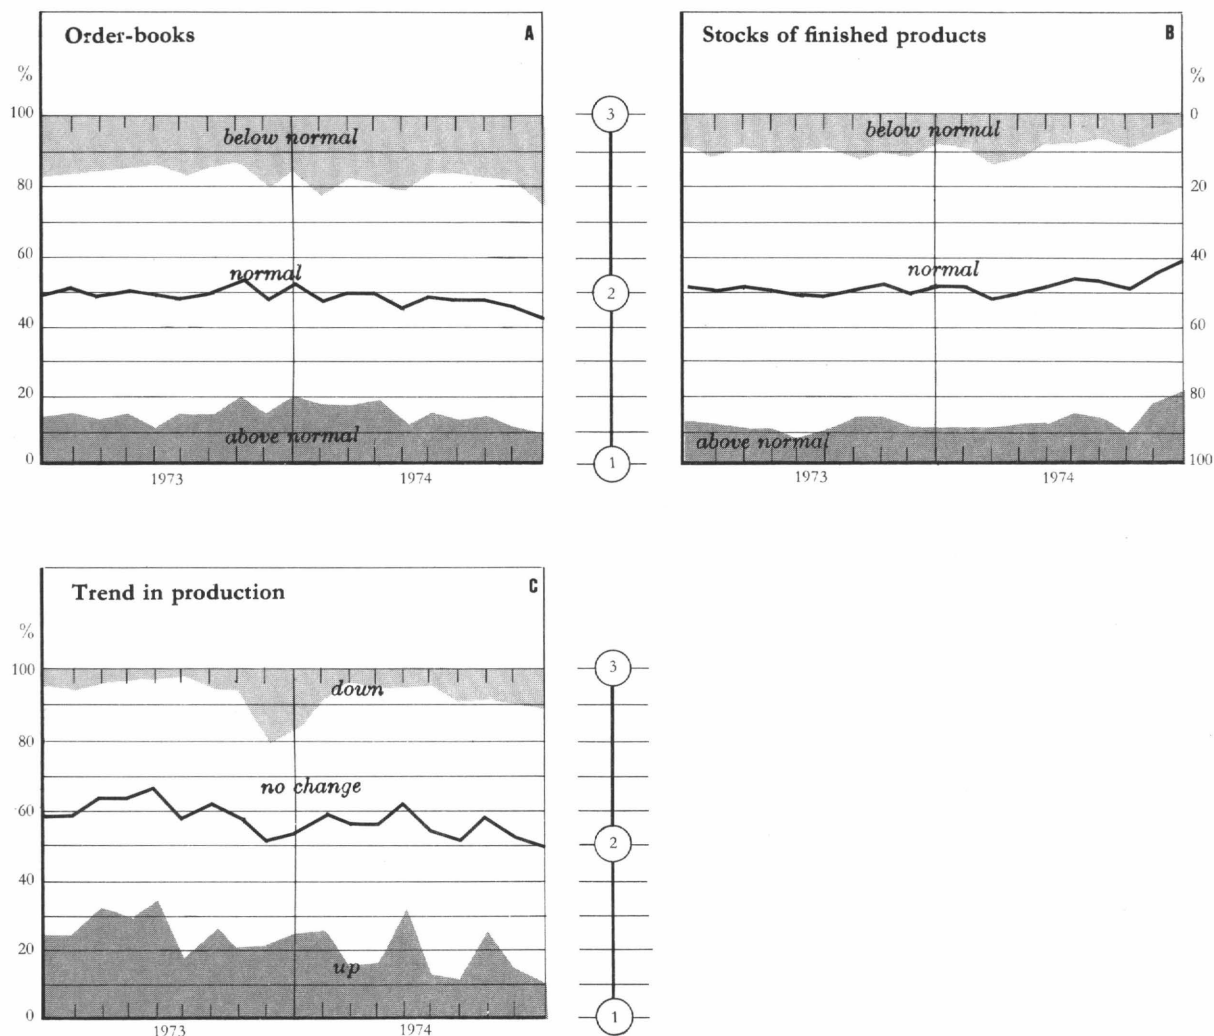 Order-books A
%
100
80
60
40
20
0
below normal
normal
above normal
1973 1974
3
2
1
Stocks of finished products B
%
0
20
40
60
80
100
below normal
normal
above normal
1973 1974
Trend in production C
%
100
80
60
40
20
0
down
no change
up
1973 1974
3
2
1